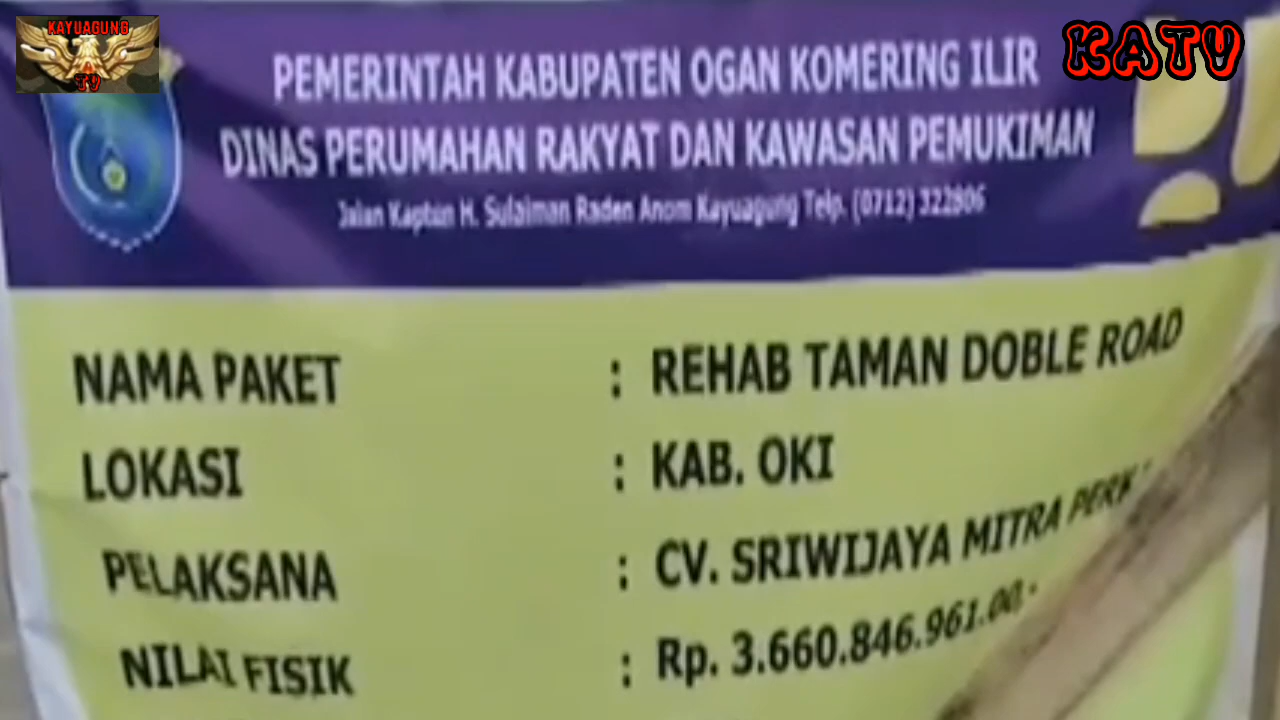 KAYUAGUNG
TV
KATV
PEMERINTAH KABUPATEN OGAN KOMERING ILIR
DINAS PERUMAHAN RAKYAT DAN KAWASAN PEMUKIMAN
Jalan Kaptan H. Sulaiman Raden Anom Kayuagung Telp. (0712) 322806
NAMA PAKET : REHAB TAMAN DOBLE ROAD
LOKASI : KAB. OKI
PELAKSANA : CV. SRIWIJAYA MITRA
NILAI FISIK : Rp. 3.660.846.961.00,-